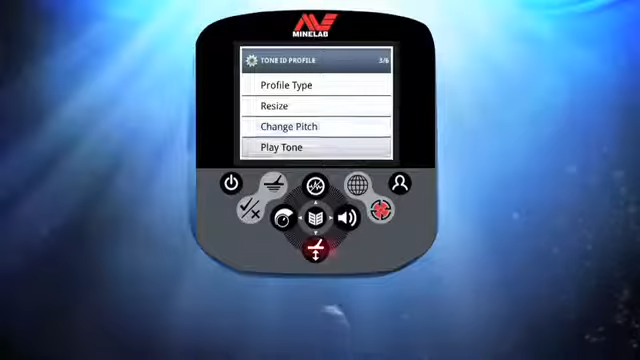 MINELAB
TONE ID PROFILE 3/6
Profile Type
Resize
Change Pitch
Play Tone